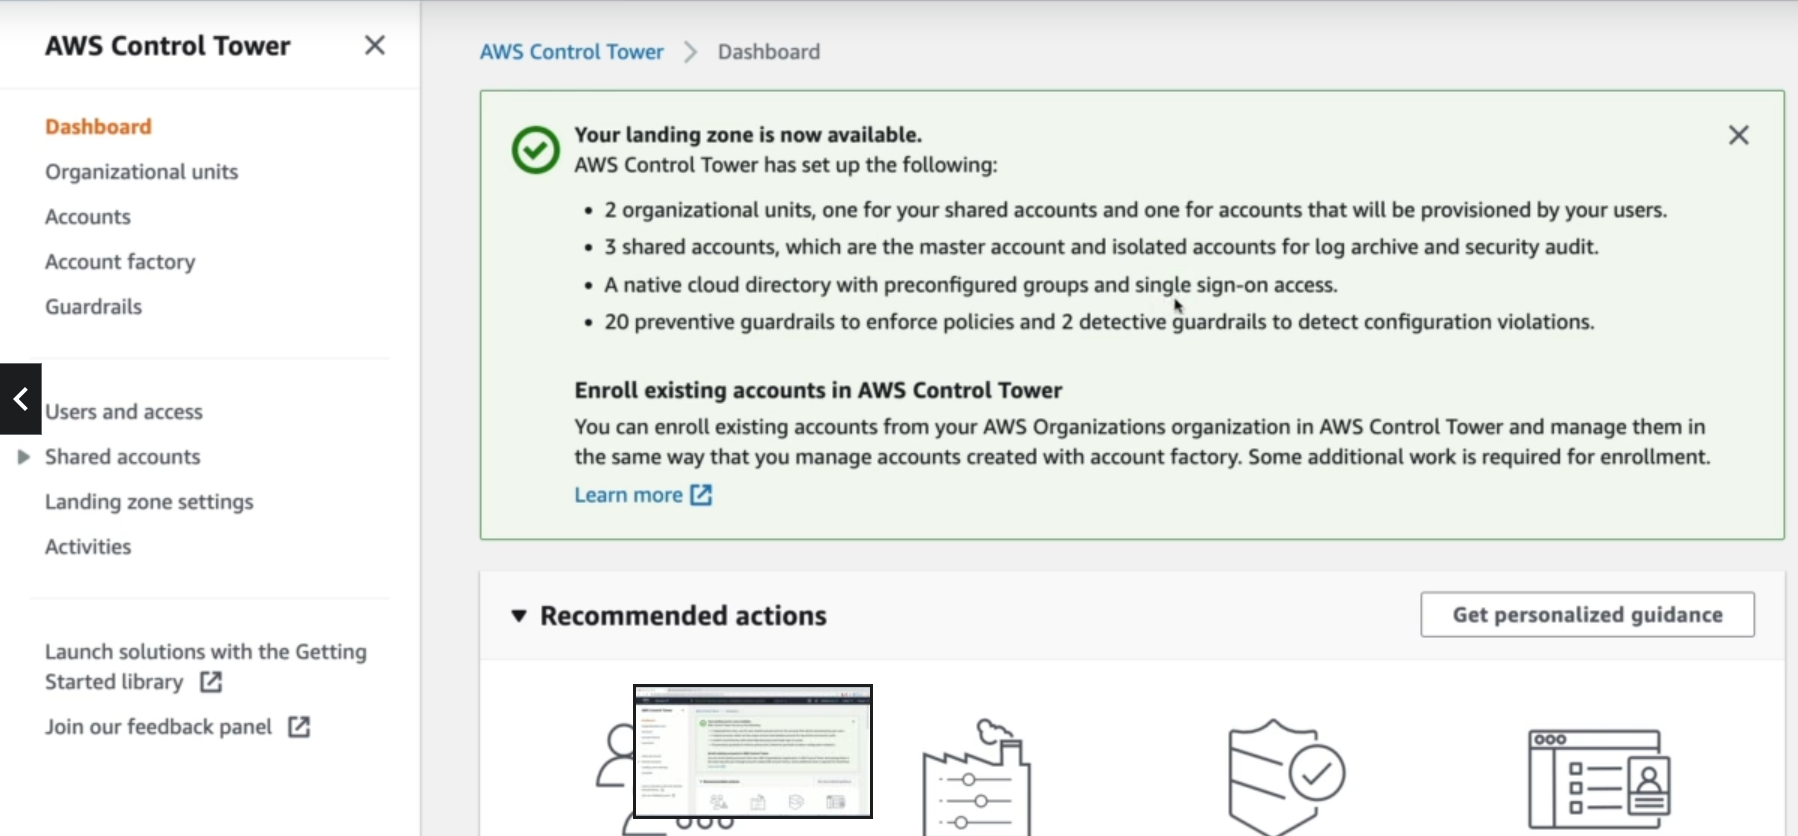 AWS Control Tower
Dashboard
Organizational units
Accounts
Account factory
Guardrails
Users and access
Shared accounts
Landing zone settings
Activities
Launch solutions with the Getting
Started library
Join our feedback panel
AWS Control Tower > Dashboard
Your landing zone is now available.
AWS Control Tower has set up the following:
• 2 organizational units, one for your shared accounts and one for accounts that will be provisioned by your users.
• 3 shared accounts, which are the master account and isolated accounts for log archive and security audit.
• A native cloud directory with preconfigured groups and single sign-on access.
• 20 preventive guardrails to enforce policies and 2 detective guardrails to detect configuration violations.
Enroll existing accounts in AWS Control Tower
You can enroll existing accounts from your AWS Organizations organization in AWS Control Tower and manage them in
the same way that you manage accounts created with account factory. Some additional work is required for enrollment.
Learn more
Recommended actions
Get personalized guidance